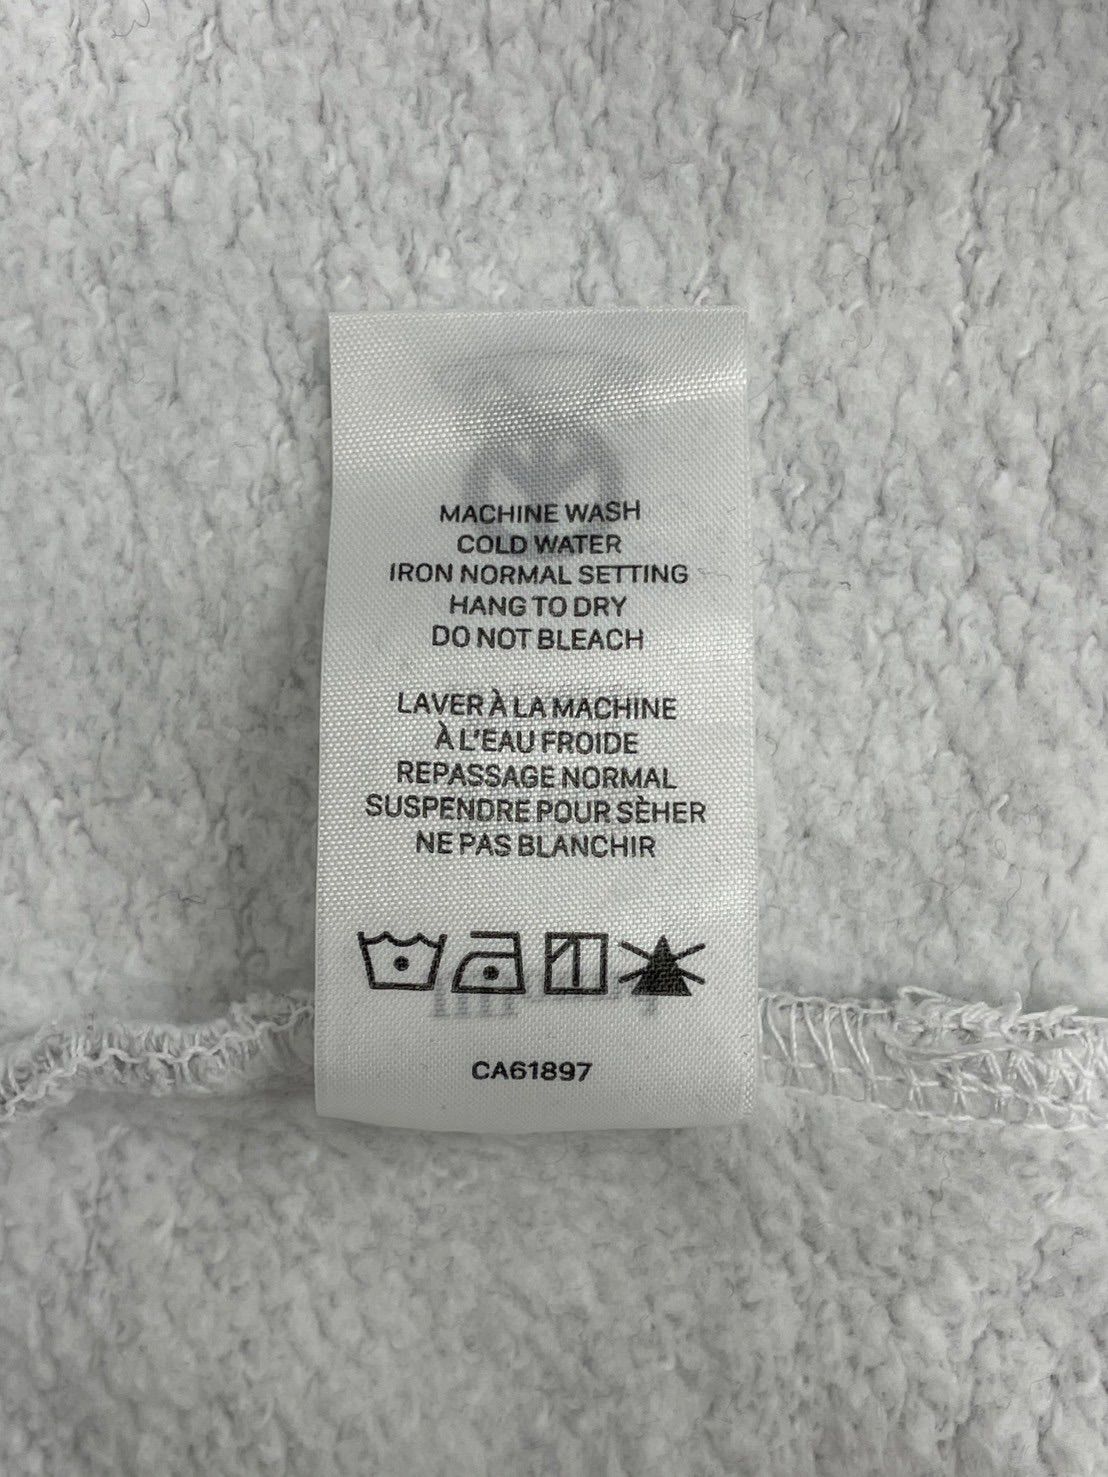 MACHINE WASH
COLD WATER
IRON NORMAL SETTING
HANG TO DRY
DO NOT BLEACH
LAVER À LA MACHINE
À L'EAU FROIDE
REPASSAGE NORMAL
SUSPENDRE POUR SÈHER
NE PAS BLANCHIR
CA61897